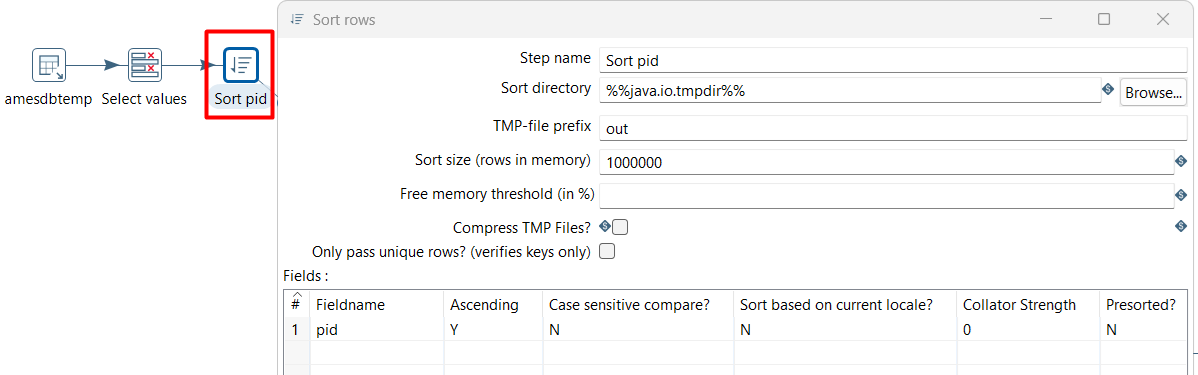 Sort rows
amesdbtemp
Select values
Sort pid
Step name
Sort pid
Sort directory
%%java.io.tmpdir%%
Browse...
TMP-file prefix
out
Sort size (rows in memory)
1000000
Free memory threshold (in %)
Compress TMP Files?
Only pass unique rows? (verifies keys only)
Fields :
# Fieldname Ascending Case sensitive compare? Sort based on current locale? Collator Strength Presorted?
1 pid Y N N 0 N